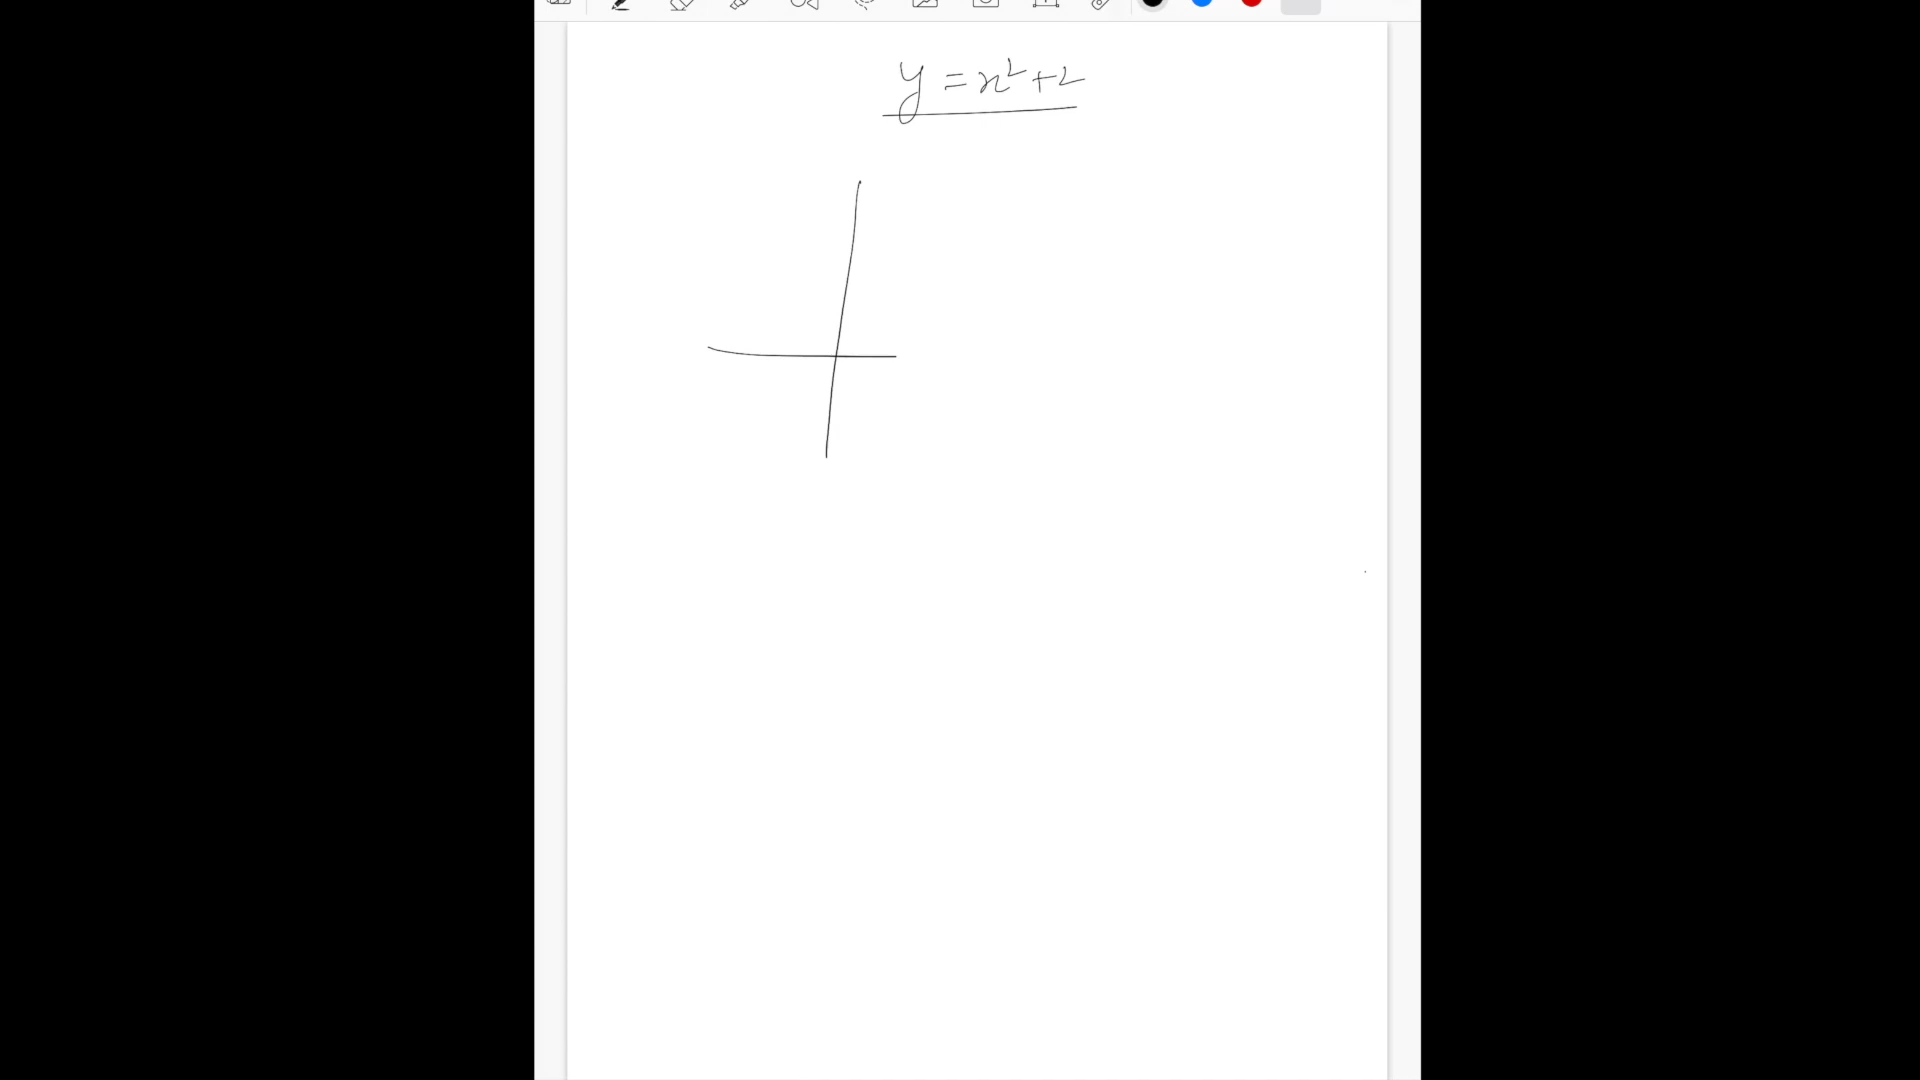 y = x²+2